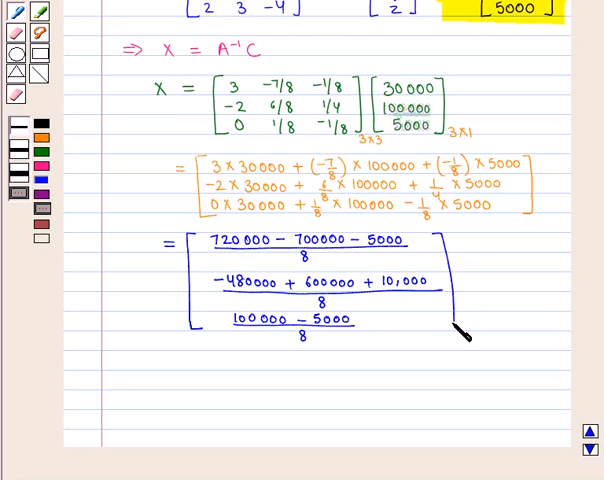 [ 2 3 -4 ] [ z ] [ 5000 ]
⇒ X = A⁻¹ C
X = [ 3 -7/8 -1/8 ] [ 30000 ]
[ -2 6/8 1/4 ] [ 100000 ]
[ 0 1/8 -1/8 ]3×3 [ 5000 ]3×1
= [ 3 × 30000 + (-7/8) × 100000 + (-1/8) × 5000 ]
[ -2 × 30000 + 6/8 × 100000 + 1/4 × 5000 ]
[ 0 × 30000 + 1/8 × 100000 - 1/8 × 5000 ]
= [ 720000 - 700000 - 5000
8
-480000 + 600000 + 10,000
8
100000 - 5000
8 ]